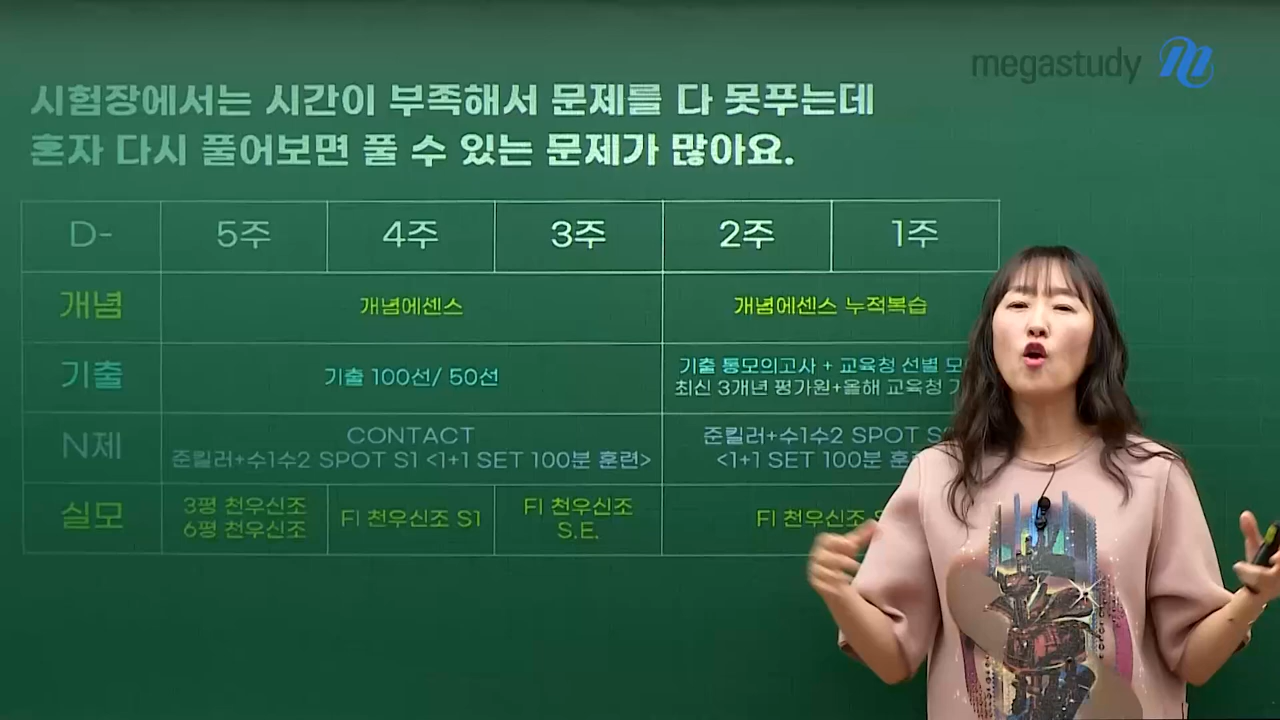 megastudy
시험장에서는 시간이 부족해서 문제를 다 못푸는데
혼자 다시 풀어보면 풀 수 있는 문제가 많아요.
D- 5주 4주 3주 2주 1주
개념 개념에센스 개념에센스 누적복습
기출 기출 100선/ 50선 기출 통모의고사 + 교육청 선별
최신 3개년 평가원+올해 교육청
N제 CONTACT
준킬러+수1수2 SPOT S1 <1+1 SET 100분 훈련>
준킬러+수1수2 SPOT
<1+1 SET 100분
실모 3평 천우신조
6평 천우신조
FI 천우신조 S1
FI 천우신조
S.E.
FI 천우신조